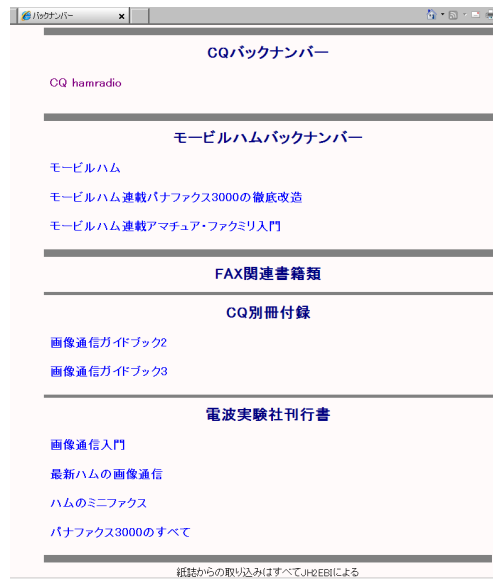 バックナンバー
CQバックナンバー
CQ hamradio
モービルハムバックナンバー
モービルハム
モービルハム連載パナファクス3000の徹底改造
モービルハム連載アマチュア・ファクミリ入門
FAX関連書籍類
CQ別冊付録
画像通信ガイドブック2
画像通信ガイドブック3
電波実験社刊行書
画像通信入門
最新ハムの画像通信
ハムのミニファクス
パナファクス3000のすべて
紙誌からの取り込みはすべてJH2EBIによる